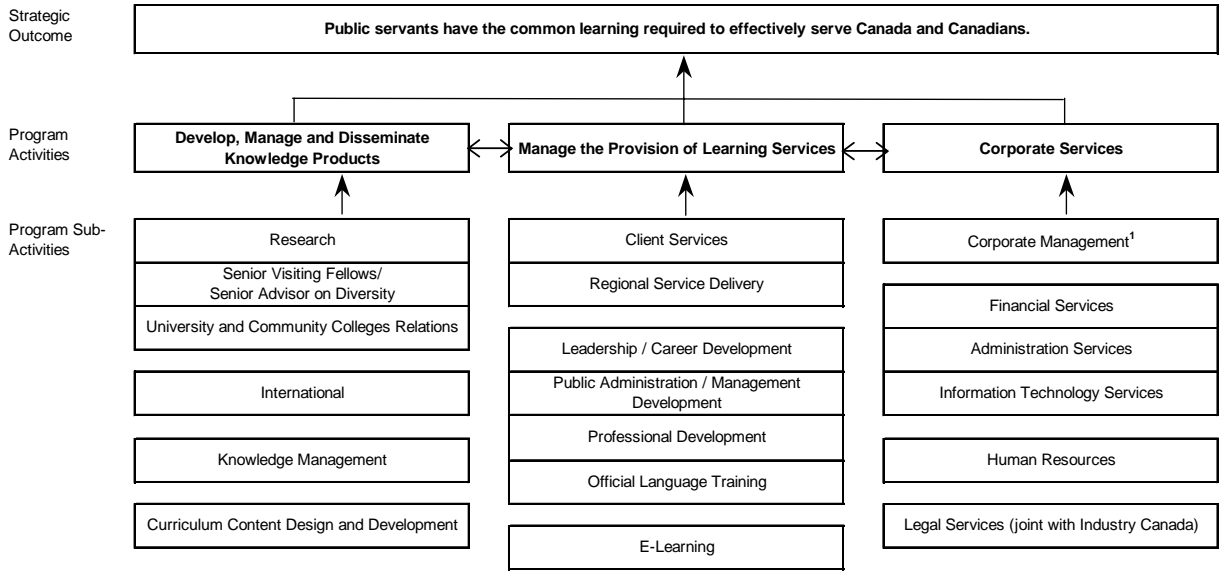 Strategic
Outcome
Public servants have the common learning required to effectively serve Canada and Canadians.
Program
Activities
Develop, Manage and Disseminate
Knowledge Products
Manage the Provision of Learning Services
Corporate Services
Program Sub-
Activities
Research
Senior Visiting Fellows/
Senior Advisor on Diversity
University and Community Colleges Relations
International
Knowledge Management
Curriculum Content Design and Development
Client Services
Regional Service Delivery
Leadership / Career Development
Public Administration / Management
Development
Professional Development
Official Language Training
E-Learning
Corporate Management¹
Financial Services
Administration Services
Information Technology Services
Human Resources
Legal Services (joint with Industry Canada)